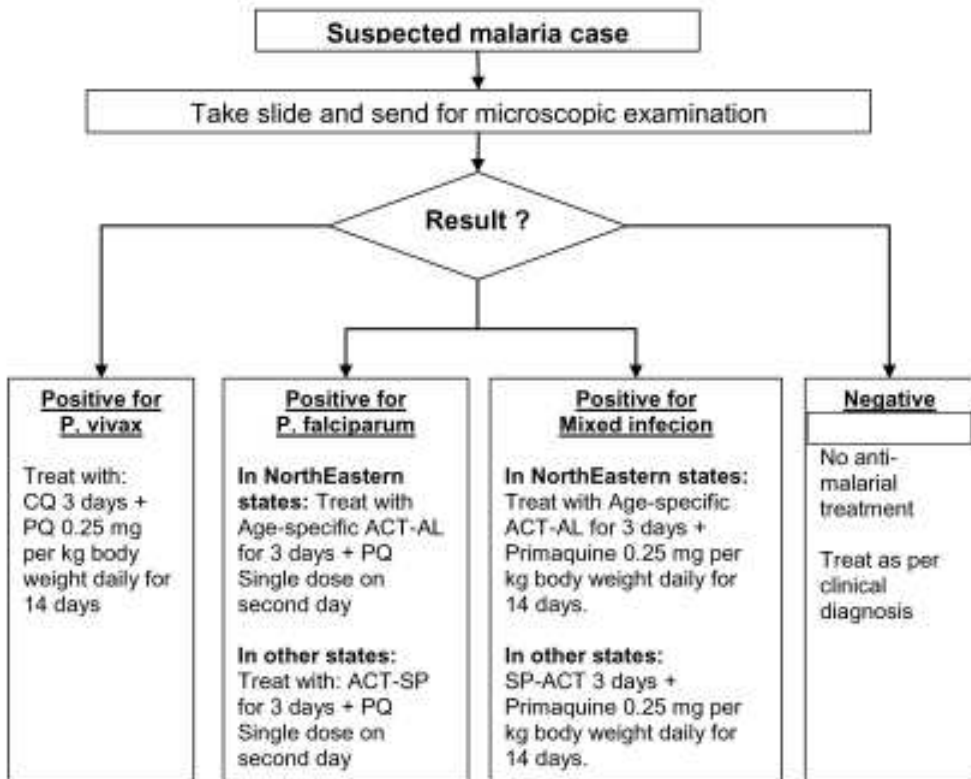 Suspected malaria case
Take slide and send for microscopic examination
Result ?
Positive for
P. vivax
Treat with:
CQ 3 days +
PQ 0.25 mg
per kg body
weight daily for
14 days
Positive for
P. falciparum
In NorthEastern
states: Treat with
Age-specific ACT-AL
for 3 days + PQ
Single dose on
second day
In other states:
Treat with: ACT-SP
for 3 days + PQ
Single dose on
second day
Positive for
Mixed infecion
In NorthEastern states:
Treat with Age-specific
ACT-AL for 3 days +
Primaquine 0.25 mg per
kg body weight daily for
14 days.
In other states:
SP-ACT 3 days +
Primaquine 0.25 mg per
kg body weight daily for
14 days.
Negative
No anti-
malarial
treatment
Treat as per
clinical
diagnosis